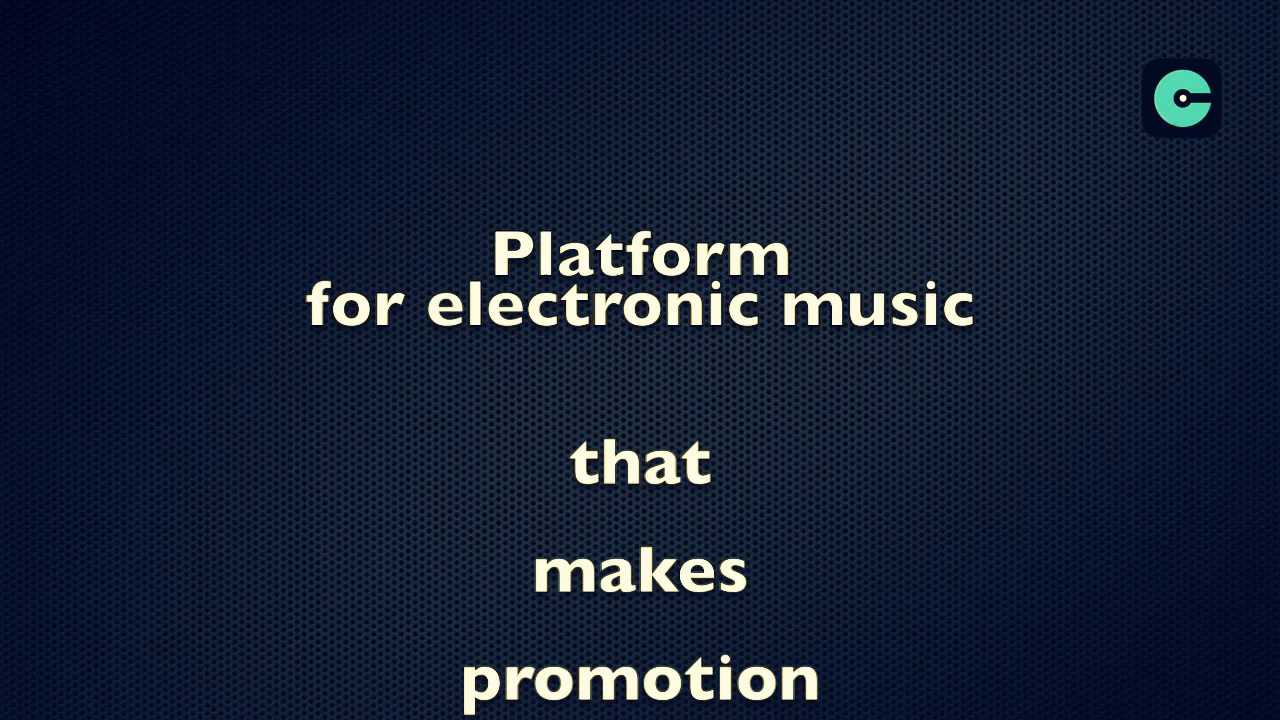 Platform
for electronic music
that
makes
promotion